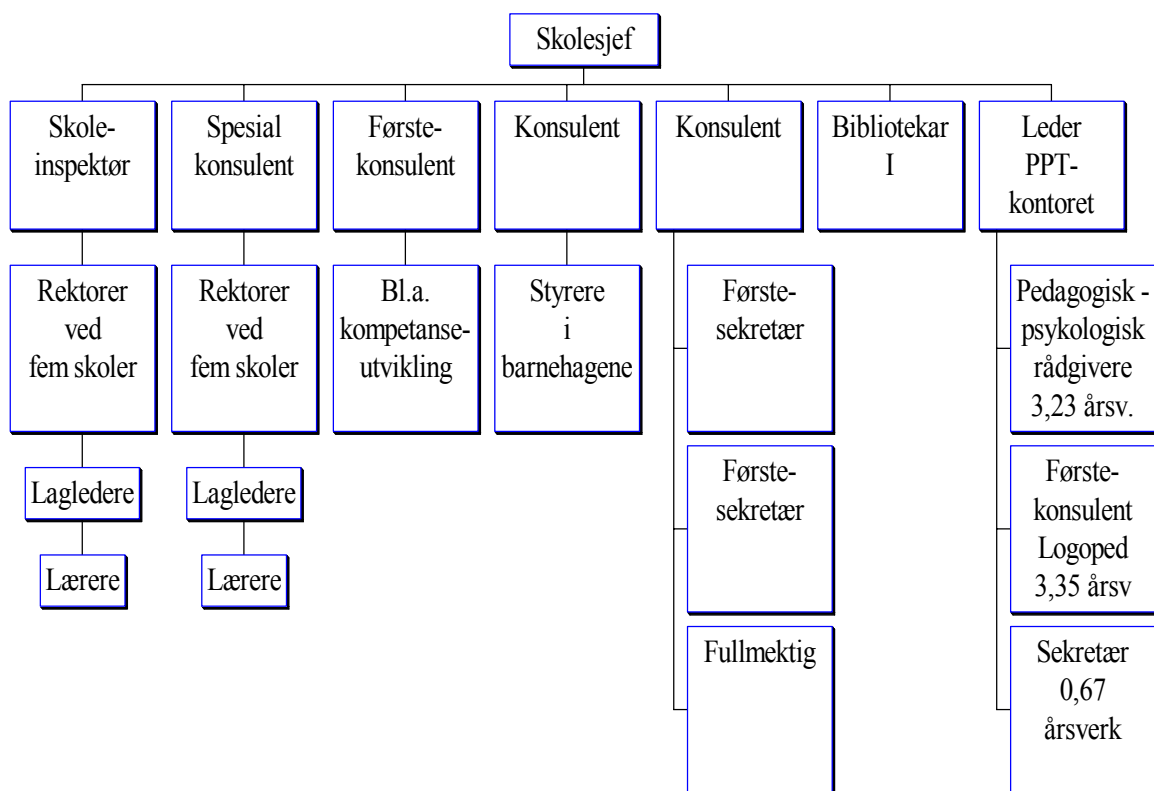 Skolesjef
Skole-
inspektør
Spesial
konsulent
Første-
konsulent
Konsulent
Konsulent
Bibliotekar
I
Leder
PPT-
kontoret
Rektorer
ved
fem skoler
Rektorer
ved
fem skoler
Bl.a.
kompetanse-
utvikling
Styrere
i
barnehagene
Første-
sekretær
Pedagogisk -
psykologisk
rådgivere
3,23 årsv.
Lagledere
Lagledere
Første-
sekretær
Første-
konsulent
Logoped
3,35 årsv
Lærere
Lærere
Fullmektig
Sekretær
0,67
årsverk